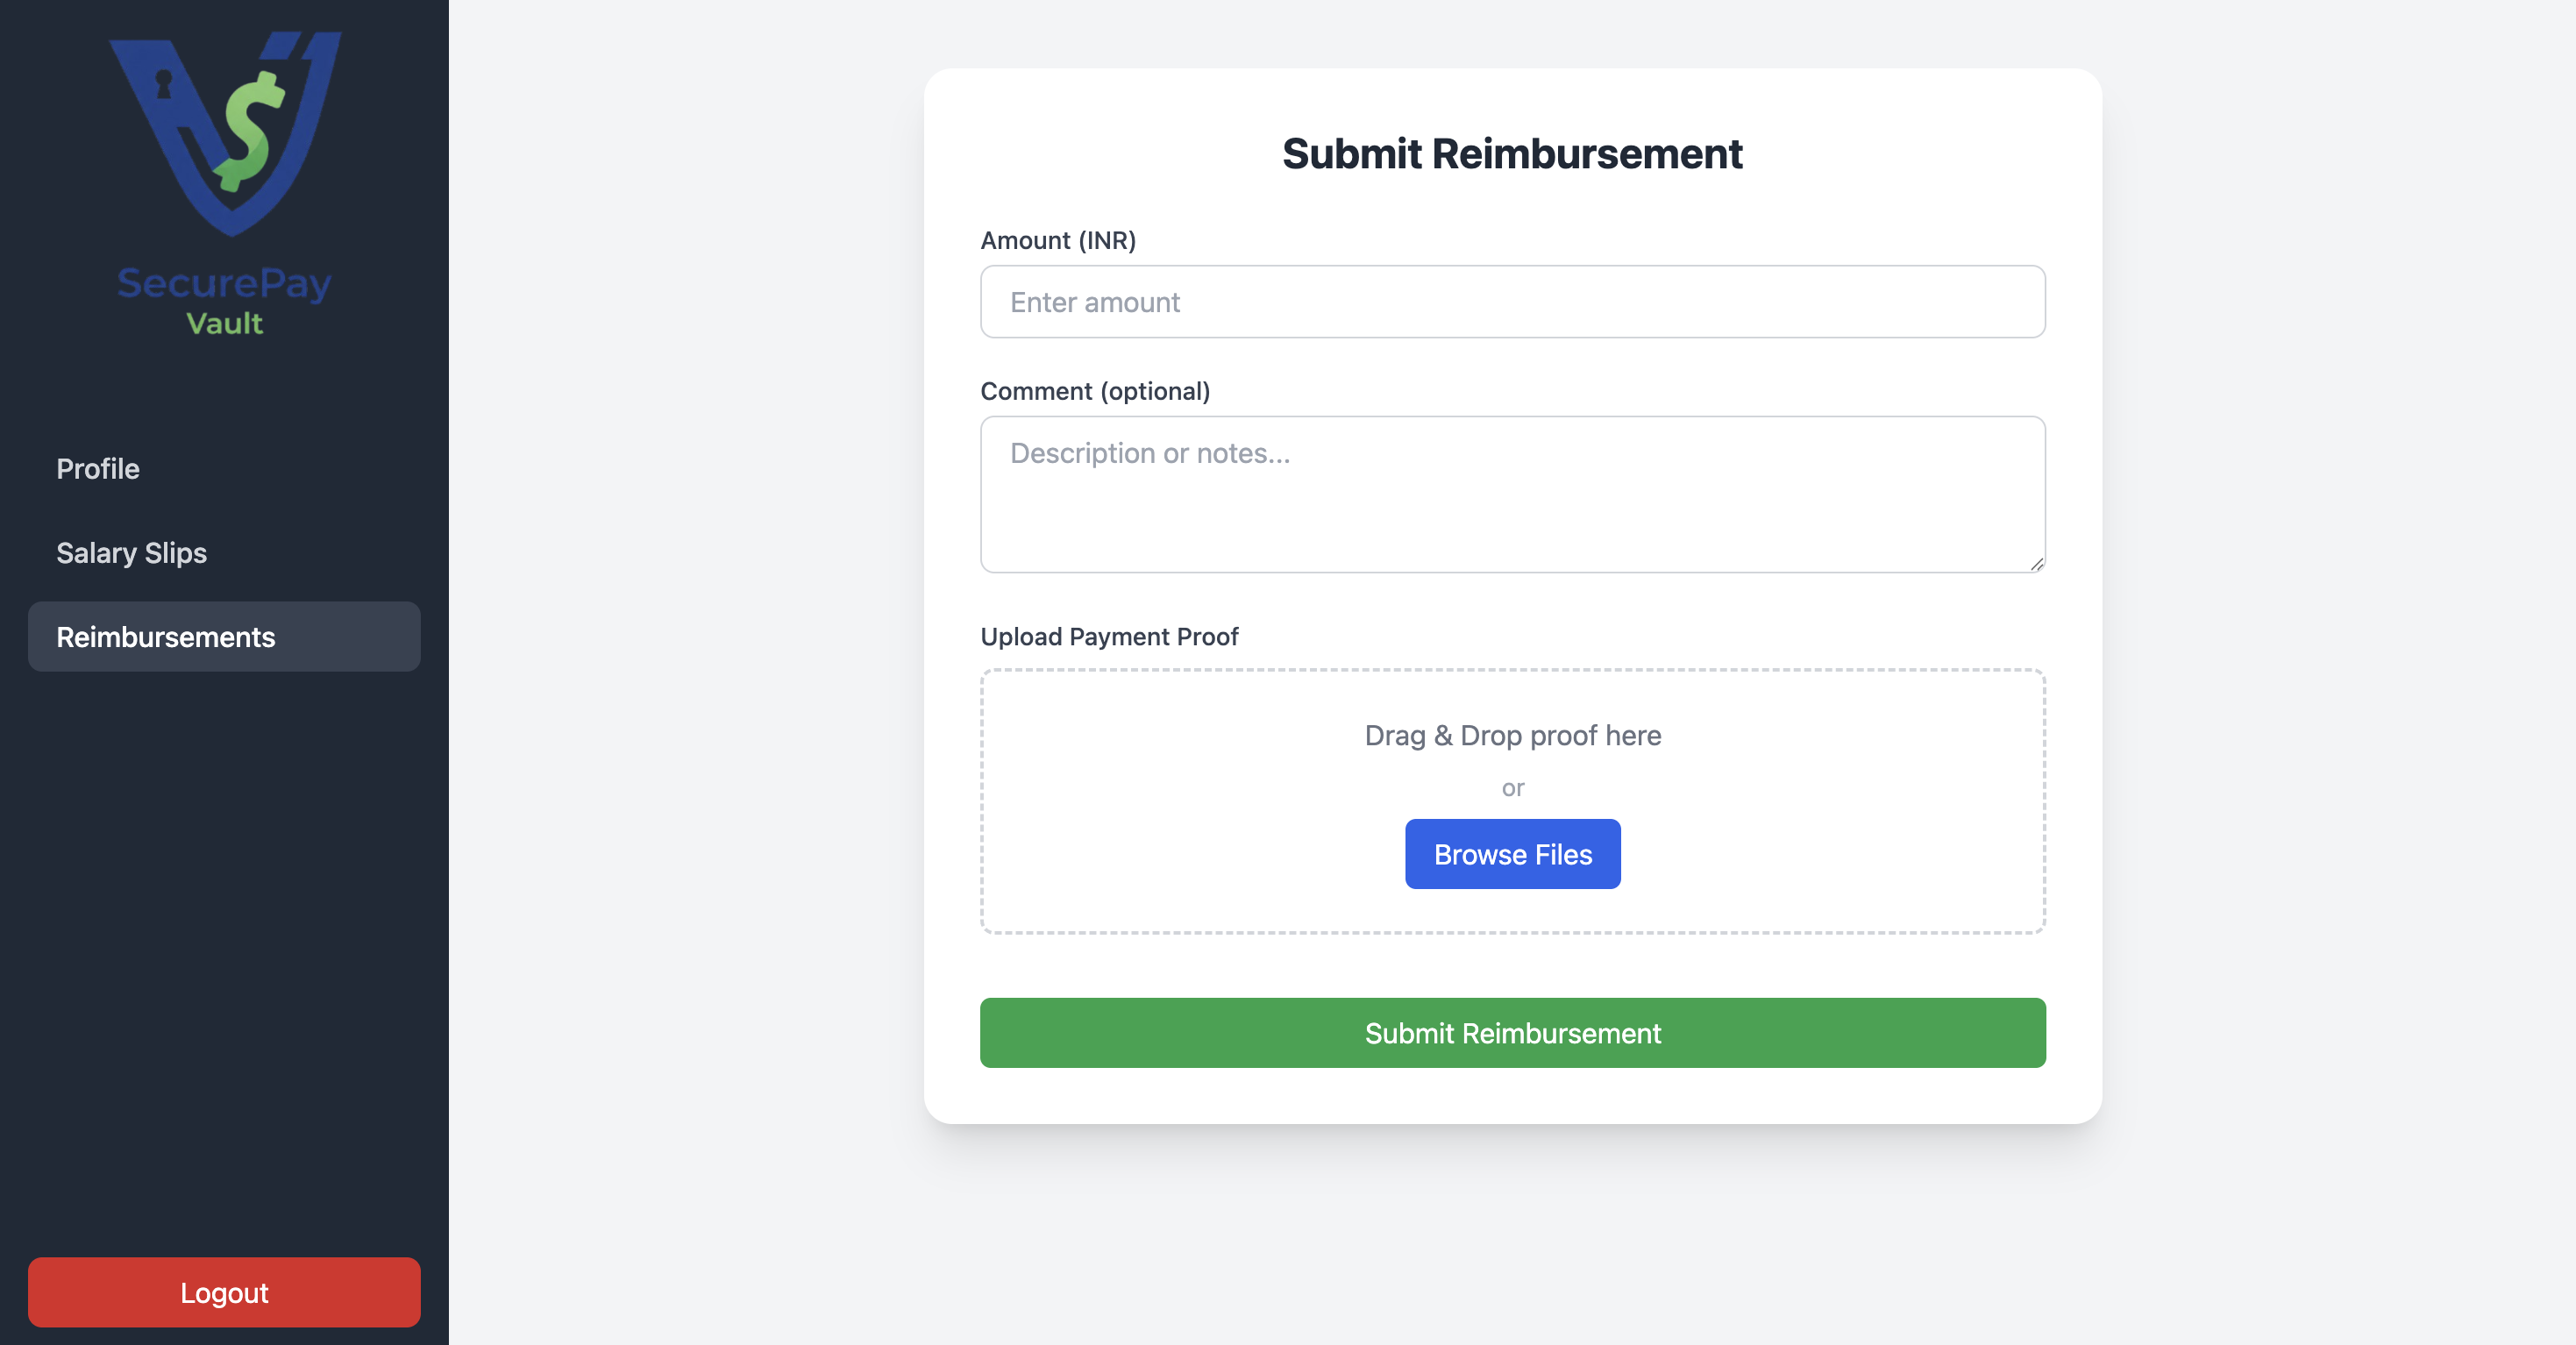 SecurePay
Vault
Profile
Salary Slips
Reimbursements
Logout
Submit Reimbursement
Amount (INR)
Enter amount
Comment (optional)
Description or notes...
Upload Payment Proof
Drag & Drop proof here
or
Browse Files
Submit Reimbursement